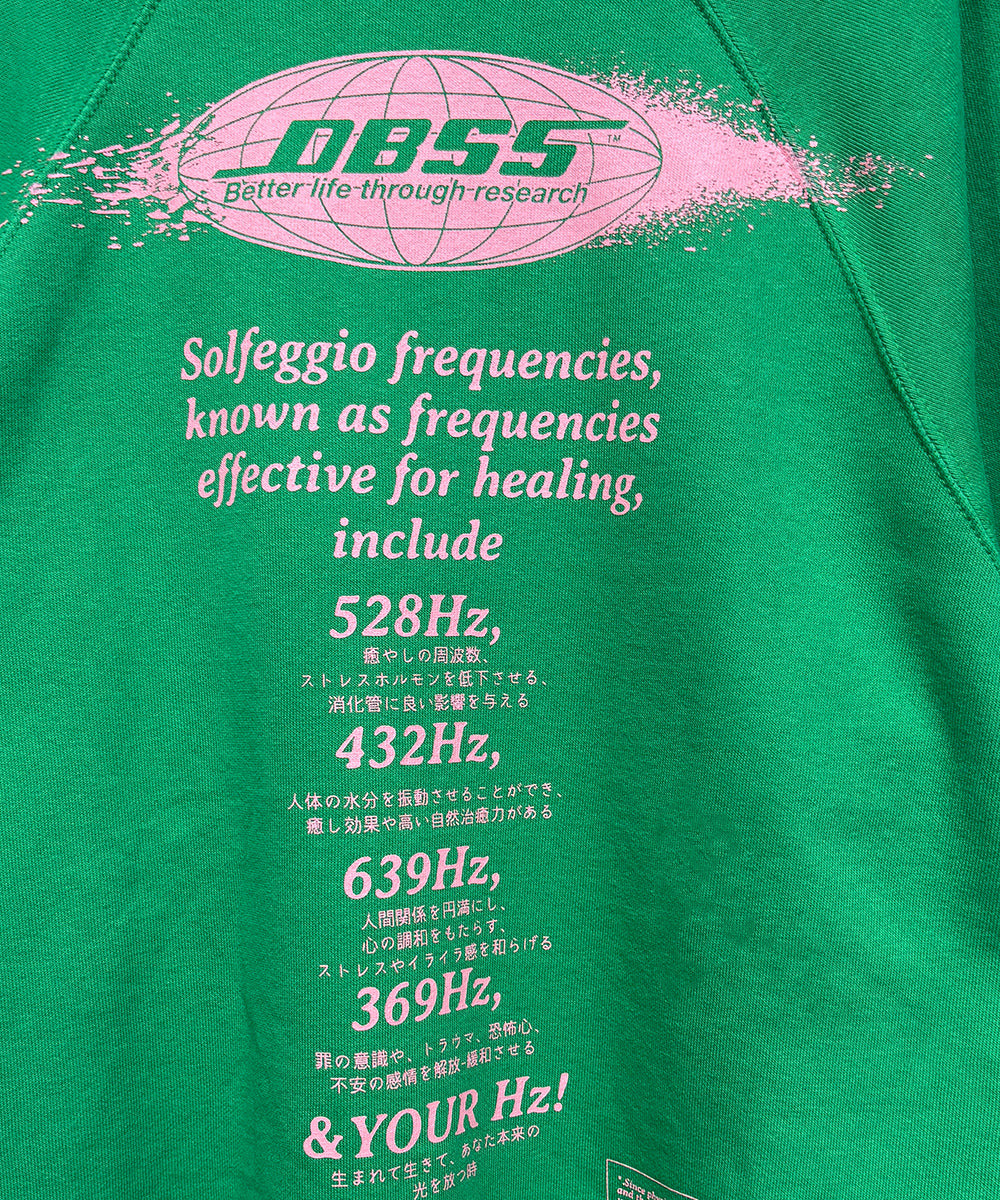 DBSS™
Better life through research
Solfeggio frequencies,
known as frequencies
effective for healing,
include
528Hz,
癒やしの周波数、
ストレスホルモンを低下させる、
消化管に良い影響を与える
432Hz,
人体の水分を振動させることができ、
癒し効果や高い自然治癒力がある
639Hz,
人間関係を円満にし、
心の調和をもたらす、
ストレスやイライラ感を和らげる
369Hz,
罪の意識や、トラウマ、恐怖心、
不安の感情を解放-緩和させる
& YOUR Hz!
生まれて生きて、あなた本来の
光を放つ時
*.Since
and